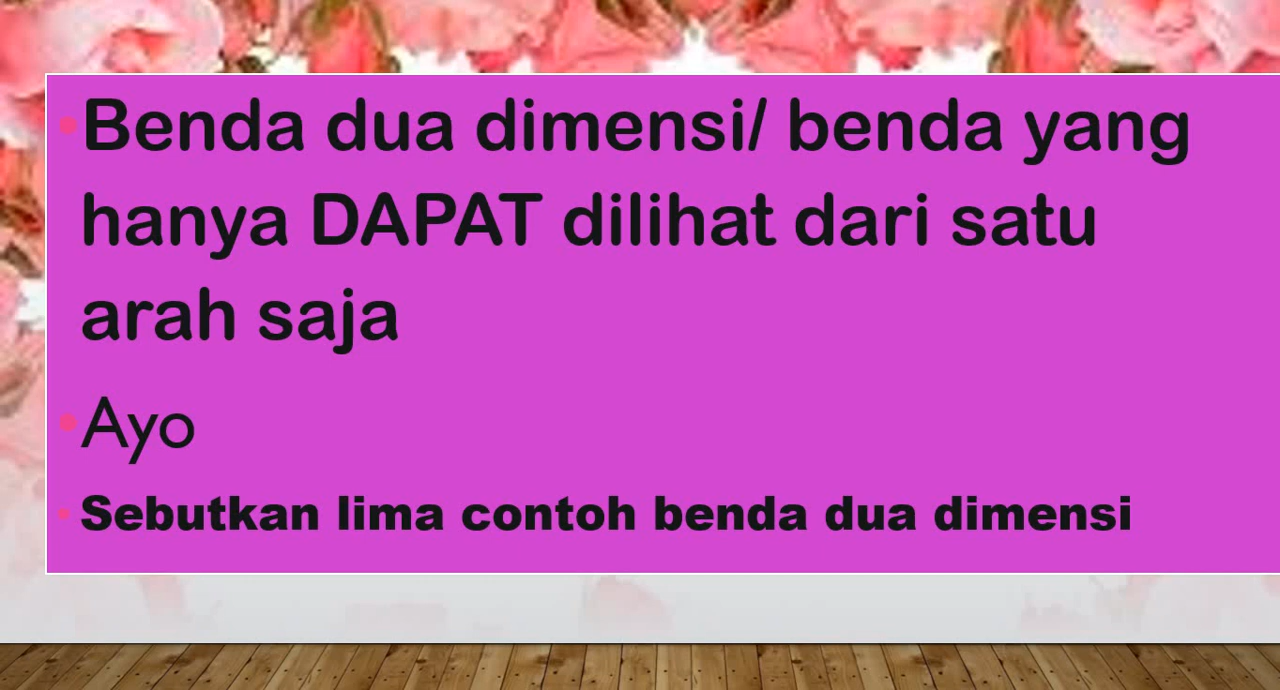 Benda dua dimensi/ benda yang
hanya DAPAT dilihat dari satu
arah saja
Ayo
Sebutkan lima contoh benda dua dimensi